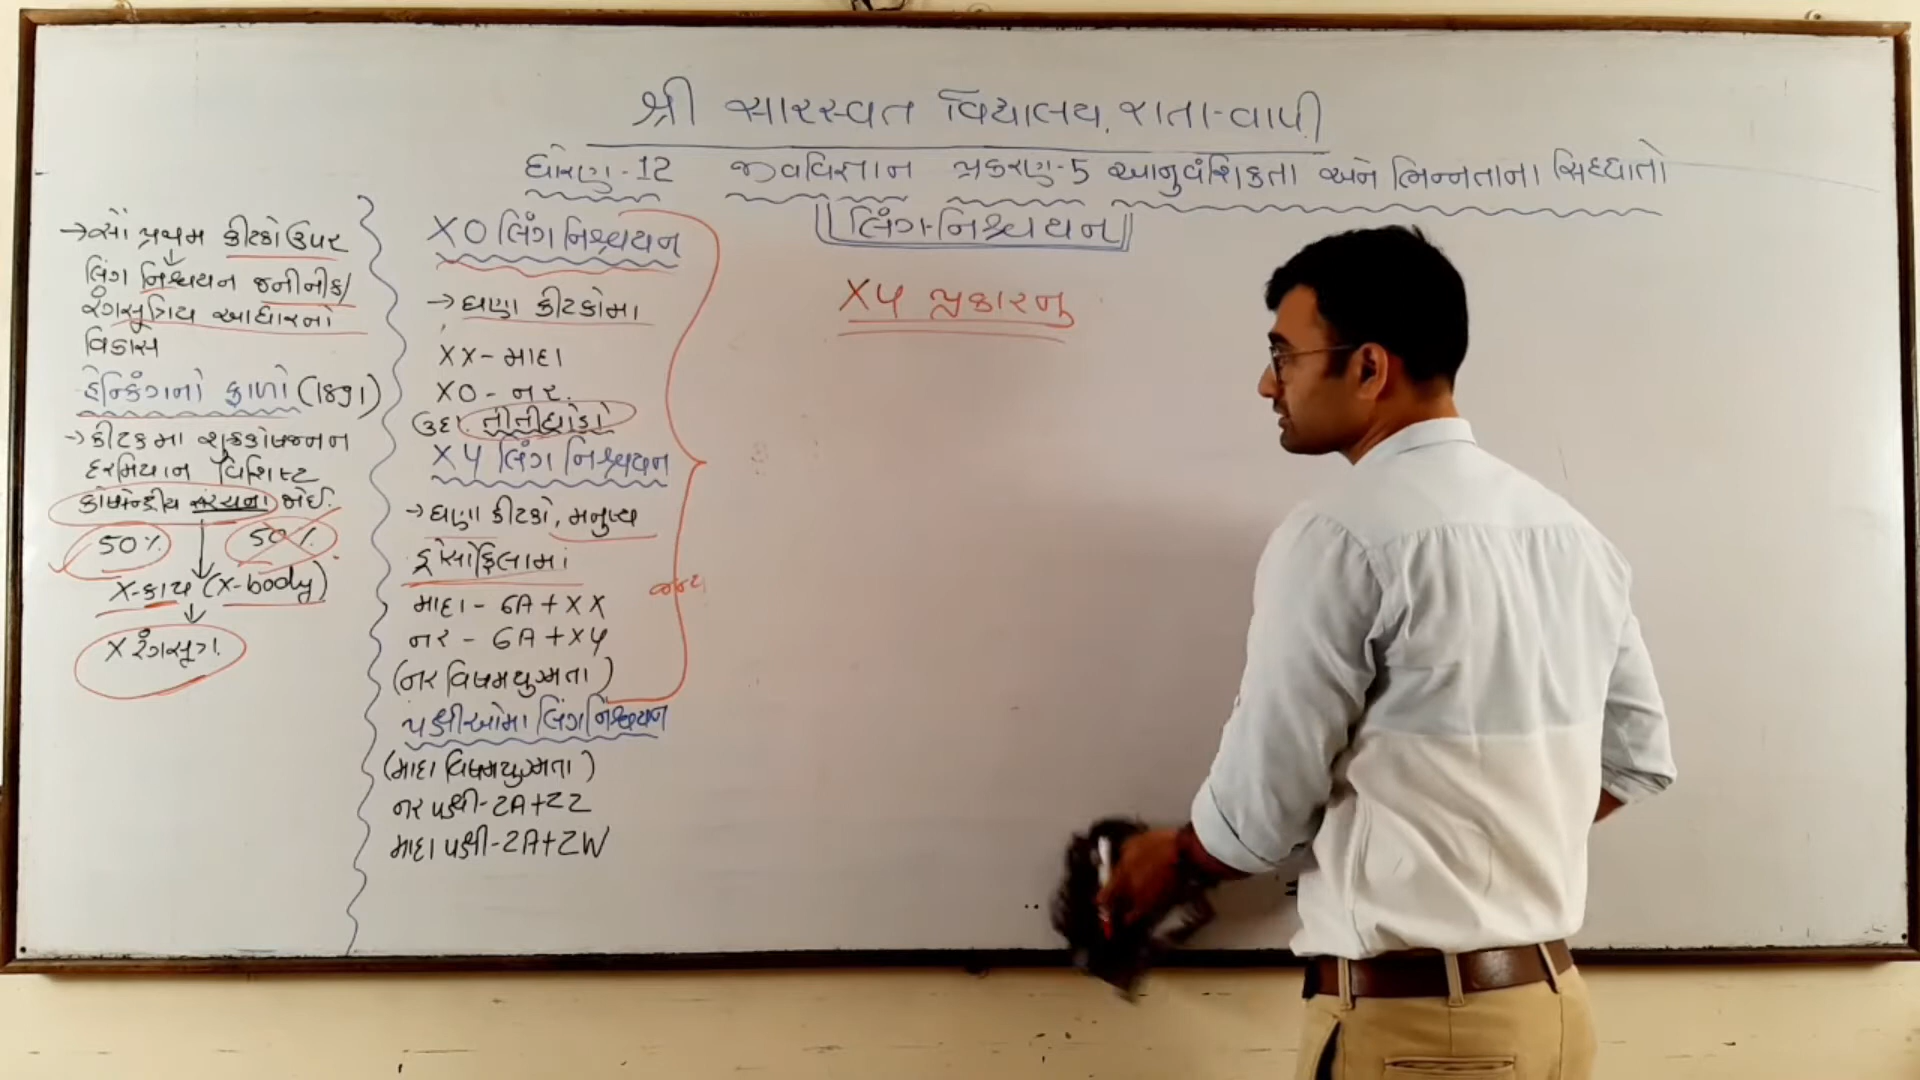 શ્રી સારસ્વત વિદ્યાલય, રાતા-વાપી
ધોરણ-12 જીવવિજ્ઞાન પ્રકરણ-5 આનુવંશિકતા અને ભિન્નતાના સિદ્ધાતો
લિંગનિશ્ચયન
→ સૌ પ્રથમ કીટકો ઉપર
લિંગ નિશ્ચયન જનીનીક/
રંગસૂત્રિય આધારનો
વિકાસ
હેન્કિંગનો ફાળો (1891)
→ કીટકમા શુક્રકોષજનન
દરમિયાન વિશિષ્ટ
કોષકેન્દ્રીય સંરચના જોઈ.
50% 50%
X-કાય (X-body)
X રંગસૂત્ર
XO લિંગ નિશ્ચયન
→ ઘણા કીટકોમા
XX- માદા
XO - નર.
ઉદા. તીતીઘોડો
XY લિંગ નિશ્ચયન
→ ઘણા કીટકો, મનુષ્ય
ડ્રોસોફિલામાં
માદા - 6A + XX
નર - 6A + XY
(નર વિષમયુગ્મતા)
પક્ષીઓમા લિંગનિશ્ચયન
(માદા વિષમયુગ્મતા)
નર પક્ષી-2A+ZZ
માદા પક્ષી-2A+ZW
XY પ્રકારનુ